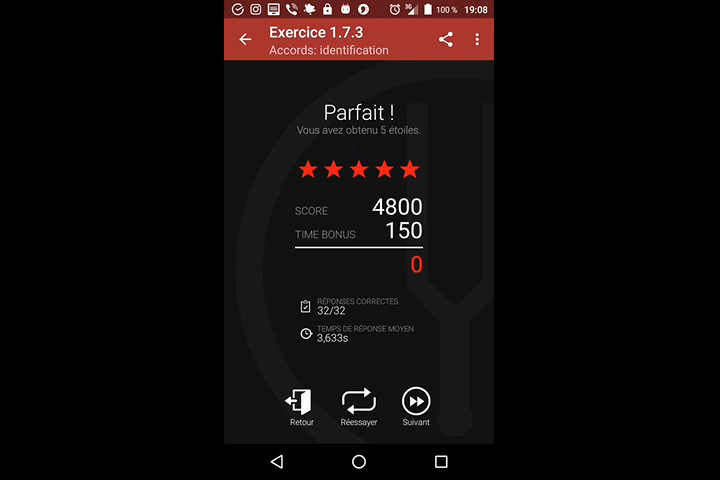 3G 100 % 19:08
Exercice 1.7.3
Accords: identification
Parfait !
Vous avez obtenu 5 étoiles.
SCORE 4800
TIME BONUS 150
0
RÉPONSES CORRECTES
32/32
TEMPS DE RÉPONSE MOYEN
3,633s
Retour Réessayer Suivant